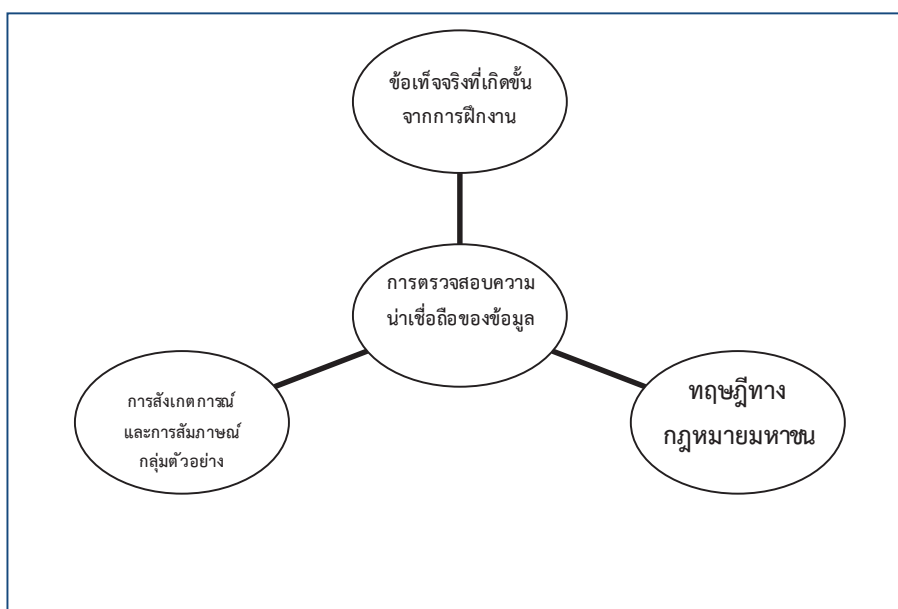 ข้อเท็จจริงที่เกิดขั้น
จากการฝึกงาน
การตรวจสอบความ
น่าเชื่อถือของข้อมูล
การสังเกตการณ์
และการสัมภาษณ์
กลุ่มตัวอย่าง
ทฤษฎีทาง
กฎหมายมหาชน